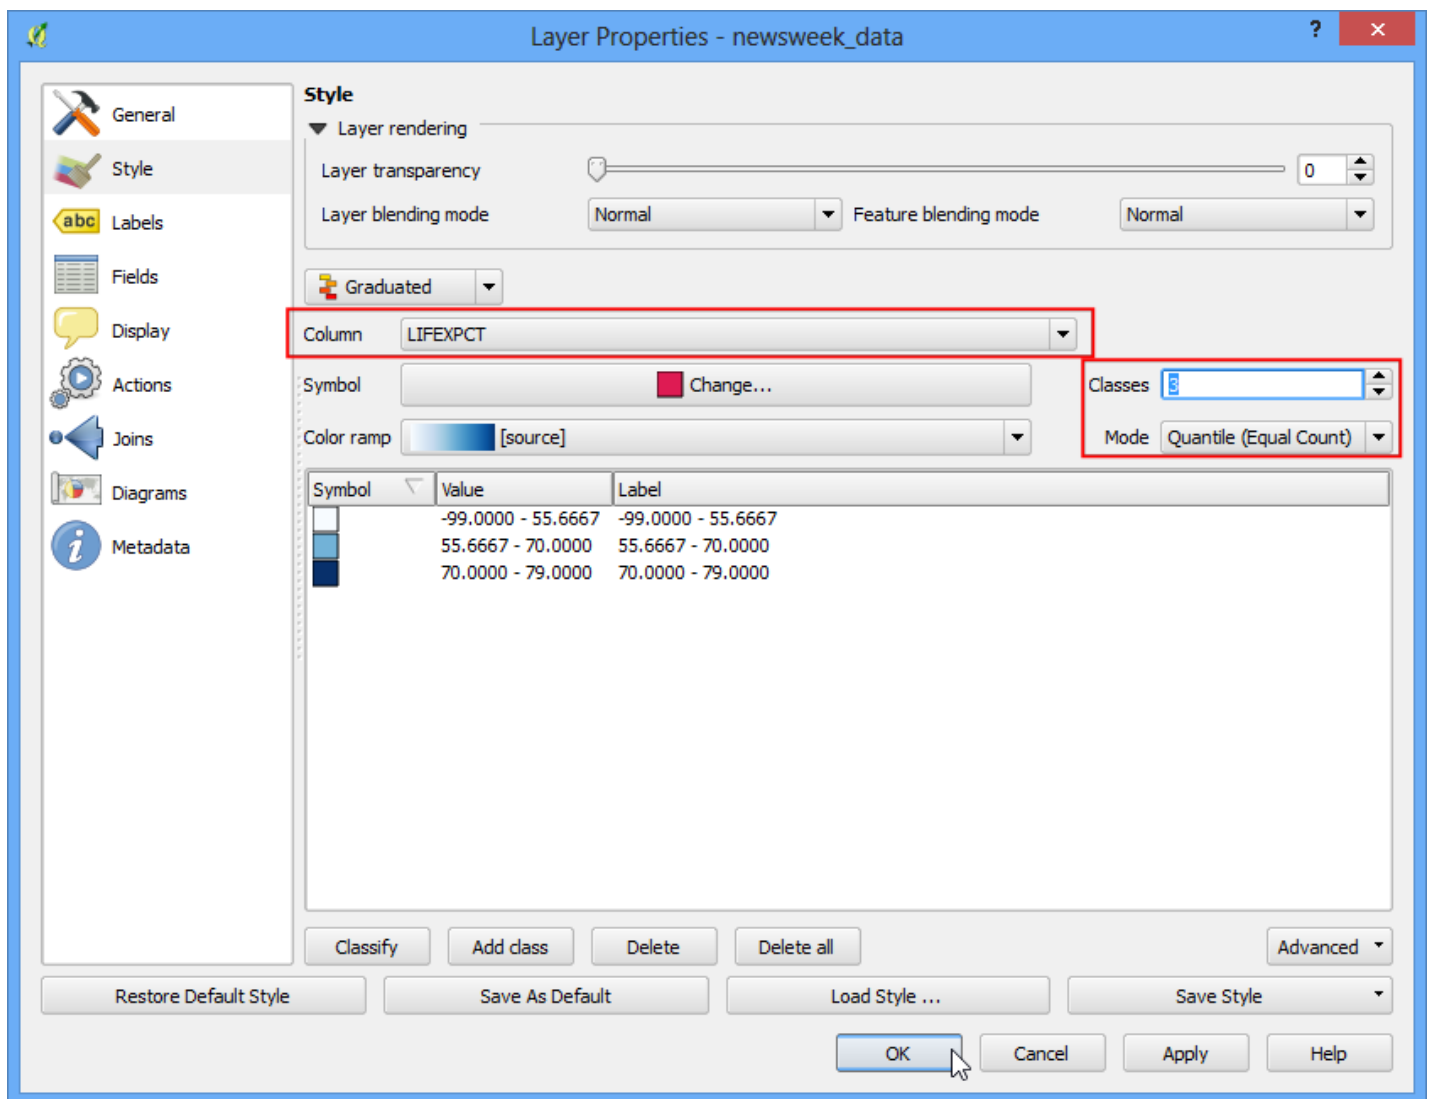 Layer Properties - newsweek_data
?
General
Style
abc Labels
Fields
Display
Actions
Joins
Diagrams
i Metadata
Style
Layer rendering
Layer transparency 0
Layer blending mode Normal Feature blending mode Normal
Graduated
Column LIFEXPCT
Symbol Change... Classes 3
Color ramp [source] Mode Quantile (Equal Count)
Symbol Value Label
-99.0000 - 55.6667 -99.0000 - 55.6667
55.6667 - 70.0000 55.6667 - 70.0000
70.0000 - 79.0000 70.0000 - 79.0000
Classify Add class Delete Delete all Advanced
Restore Default Style Save As Default Load Style ... Save Style
OK Cancel Apply Help